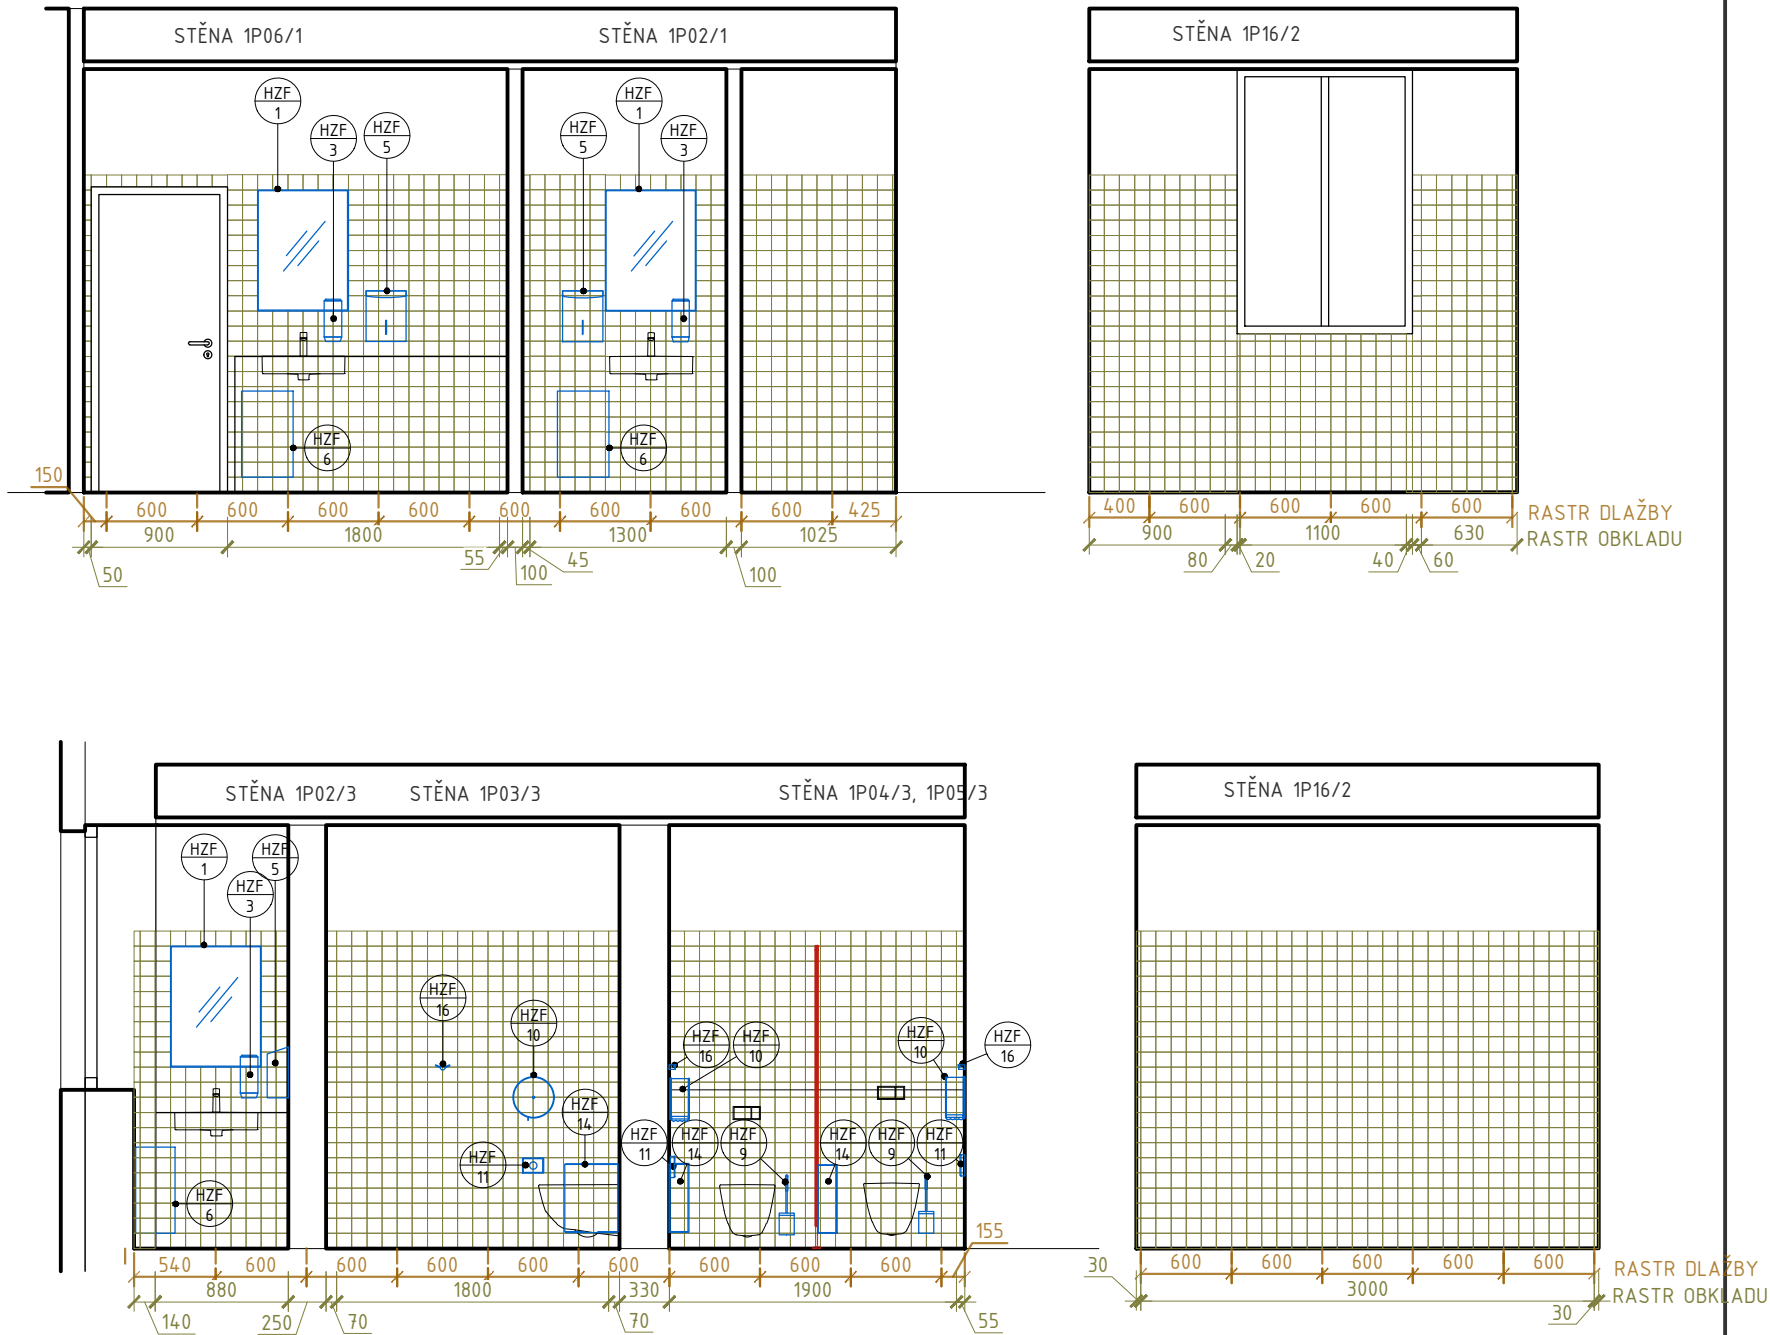 STĚNA 1P06/1
STĚNA 1P02/1
STĚNA 1P16/2
HZF
1
HZF
3
HZF
5
HZF
5
HZF
1
HZF
3
HZF
6
HZF
6
150
600
600
600
600
600
600
600
600
425
900
1800
55
1300
1025
50
100
45
100
400
600
600
600
600
RASTR DLAŽBY
900
1100
630
RASTR OBKLADU
80
20
40
60
STĚNA 1P02/3
STĚNA 1P03/3
STĚNA 1P04/3, 1P05/3
STĚNA 1P16/2
HZF
1
HZF
5
HZF
3
HZF
16
HZF
10
HZF
16
HZF
10
HZF
10
HZF
16
HZF
14
HZF
11
HZF
11
HZF
14
HZF
9
HZF
14
HZF
9
HZF
11
HZF
6
155
540
600
600
600
600
600
600
600
30
600
600
600
600
600
RASTR DLAŽBY
880
1800
330
1900
3000
RASTR OBKLADU
140
250
70
70
55
30